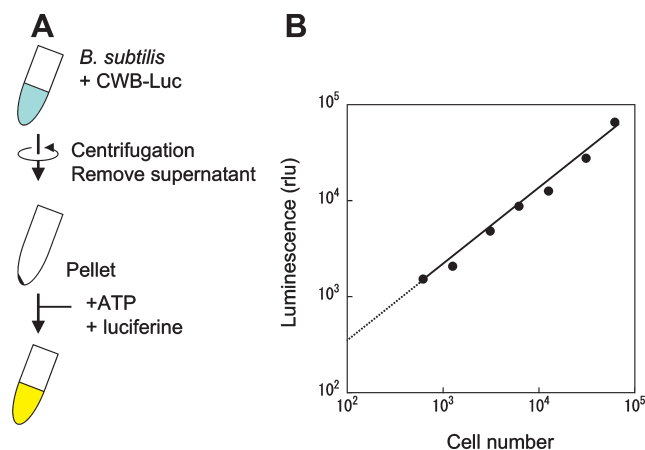 A
B. subtilis
+ CWB-Luc
Centrifugation
Remove supernatant
Pellet
+ATP
+ luciferine
B
Luminescence (rlu)
10⁵
10⁴
10³
10²
10² 10³ 10⁴ 10⁵
Cell number